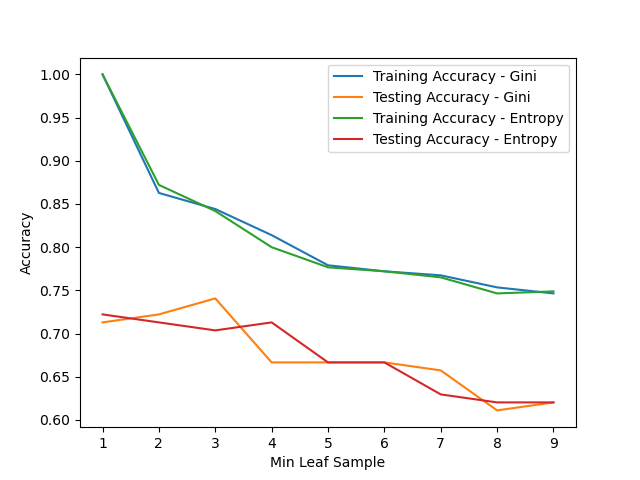 Training Accuracy - Gini
Testing Accuracy - Gini
Training Accuracy - Entropy
Testing Accuracy - Entropy
Accuracy
1.00
0.95
0.90
0.85
0.80
0.75
0.70
0.65
0.60
1 2 3 4 5 6 7 8 9
Min Leaf Sample